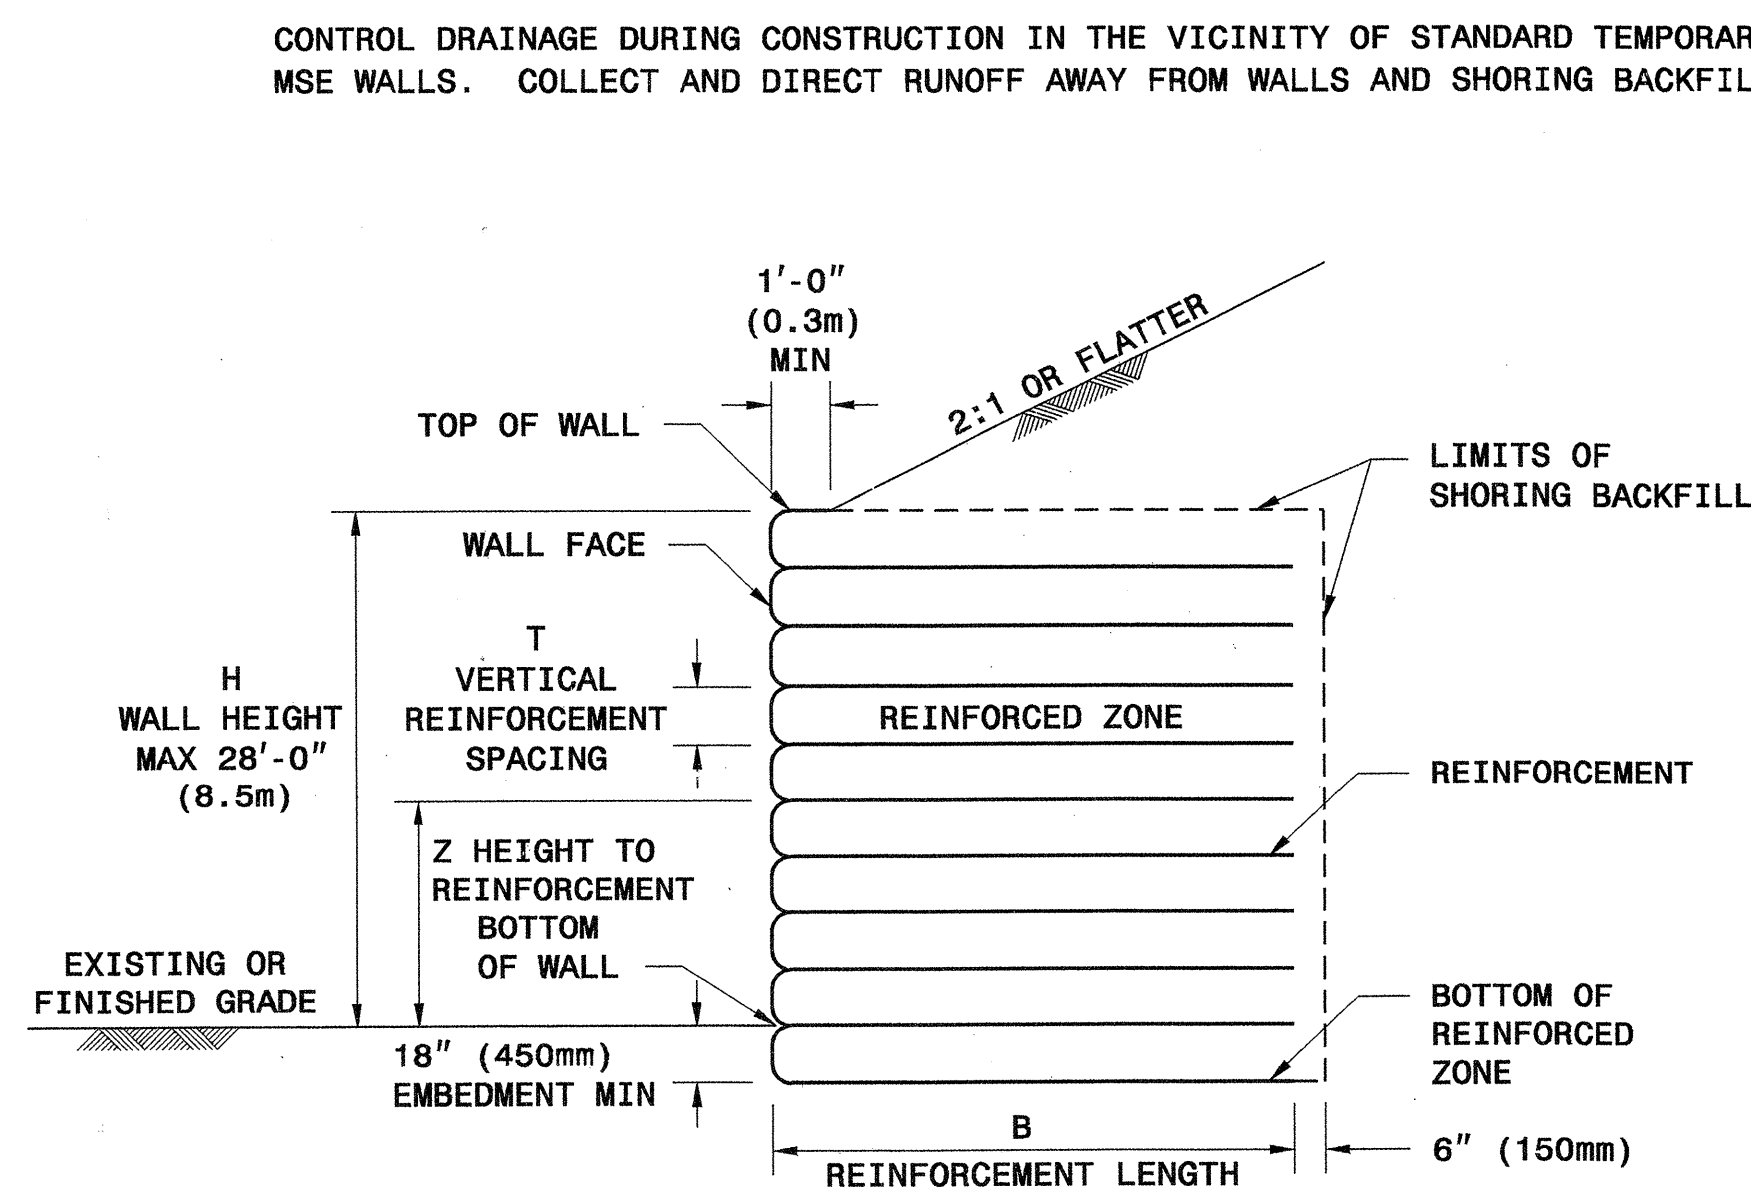 CONTROL DRAINAGE DURING CONSTRUCTION IN THE VICINITY OF STANDARD TEMPORAR
MSE WALLS. COLLECT AND DIRECT RUNOFF AWAY FROM WALLS AND SHORING BACKFIL
1'-0"
(0.3m)
MIN
2:1 OR FLATTER
TOP OF WALL
LIMITS OF
SHORING BACKFILL
WALL FACE
T
VERTICAL
REINFORCEMENT
SPACING
H
WALL HEIGHT
MAX 28'-0"
(8.5m)
REINFORCED ZONE
REINFORCEMENT
Z HEIGHT TO
REINFORCEMENT
BOTTOM
OF WALL
EXISTING OR
FINISHED GRADE
18" (450mm)
EMBEDMENT MIN
BOTTOM OF
REINFORCED
ZONE
B
REINFORCEMENT LENGTH
6" (150mm)